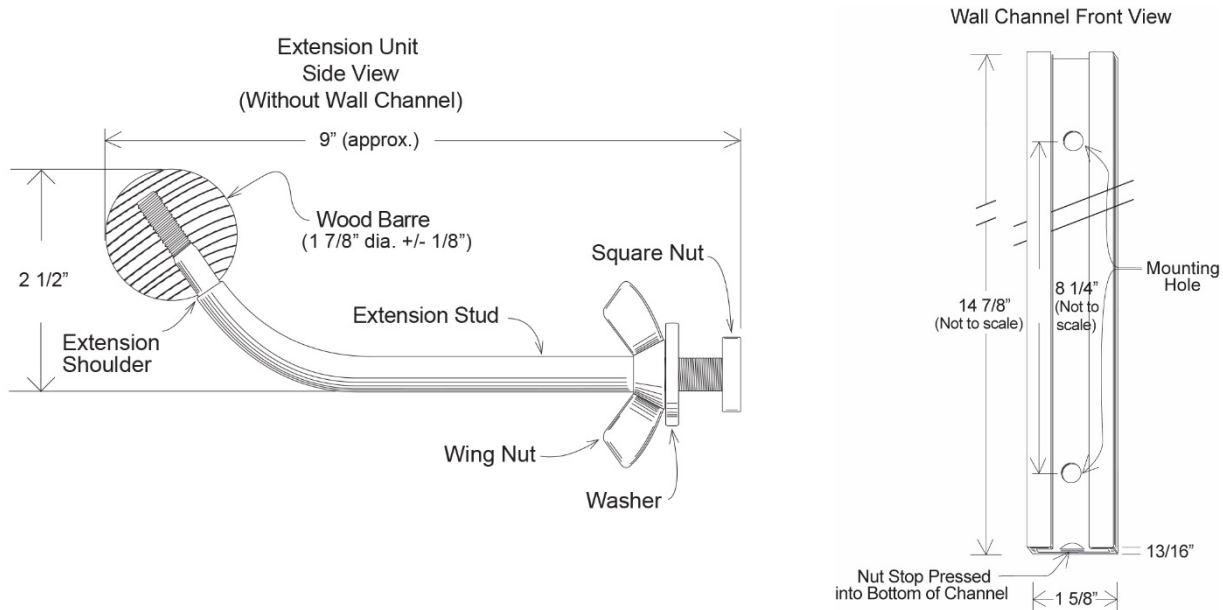 Extension Unit
Side View
(Without Wall Channel)
9” (approx.)
Wood Barre
(1 7/8” dia. +/- 1/8”)
Square Nut
2 1/2”
Extension Stud
Extension
Shoulder
Wing Nut
Washer
Wall Channel Front View
14 7/8”
(Not to scale)
8 1/4”
(Not to
scale)
Mounting
Hole
13/16”
Nut Stop Pressed
into Bottom of Channel
1 5/8”